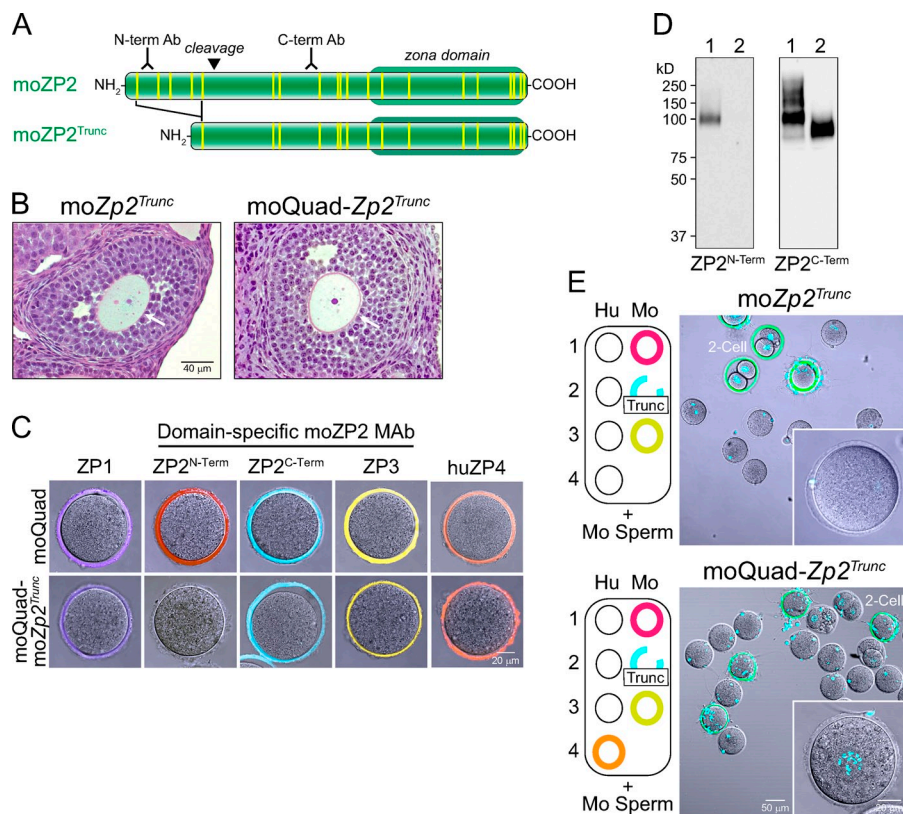 A
N-term Ab
cleavage
C-term Ab
zona domain
moZP2
NH2
COOH
moZP2Trunc
NH2
COOH
B
moZp2Trunc
moQuad-Zp2Trunc
40 µm
C
Domain-specific moZP2 MAb
ZP1
ZP2N-Term
ZP2C-Term
ZP3
huZP4
moQuad
moQuad-
moZp2Trunc
20 µm
D
1 2 1 2
kD
250
150
100
75
50
37
ZP2N-Term
ZP2C-Term
E
moZp2Trunc
Hu Mo
1
2
Trunc
3
4
+
Mo Sperm
2-Cell
moQuad-Zp2Trunc
Hu Mo
1
2
Trunc
3
4
+
Mo Sperm
2-Cell
50 µm
20 µm